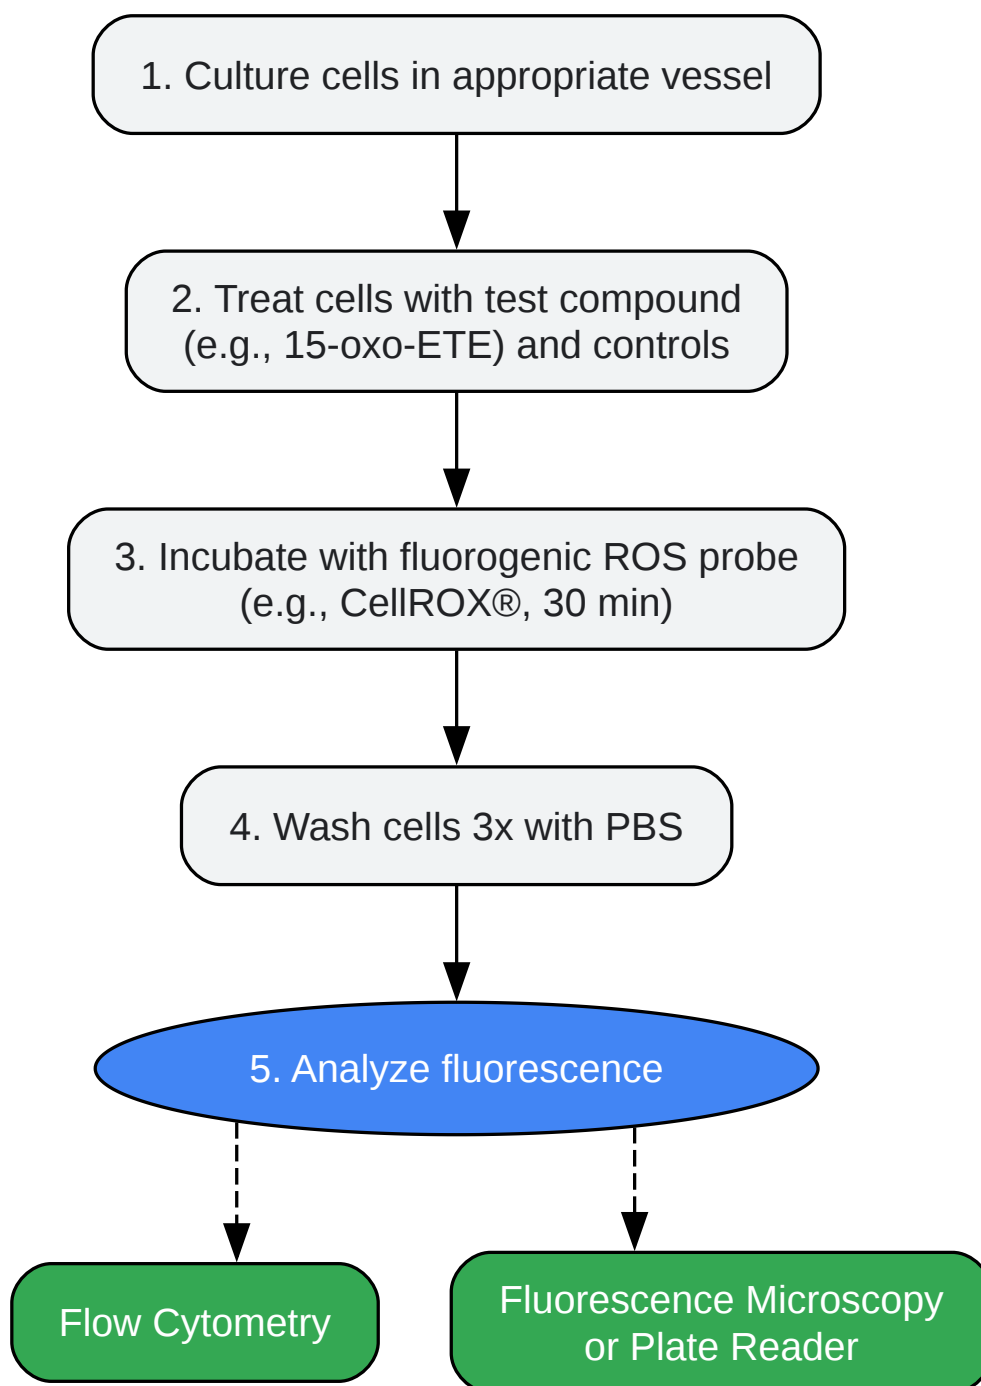 1. Culture cells in appropriate vessel
2. Treat cells with test compound
(e.g., 15-oxo-ETE) and controls
3. Incubate with fluorogenic ROS probe
(e.g., CellROX®, 30 min)
4. Wash cells 3x with PBS
5. Analyze fluorescence
Flow Cytometry
Fluorescence Microscopy
or Plate Reader